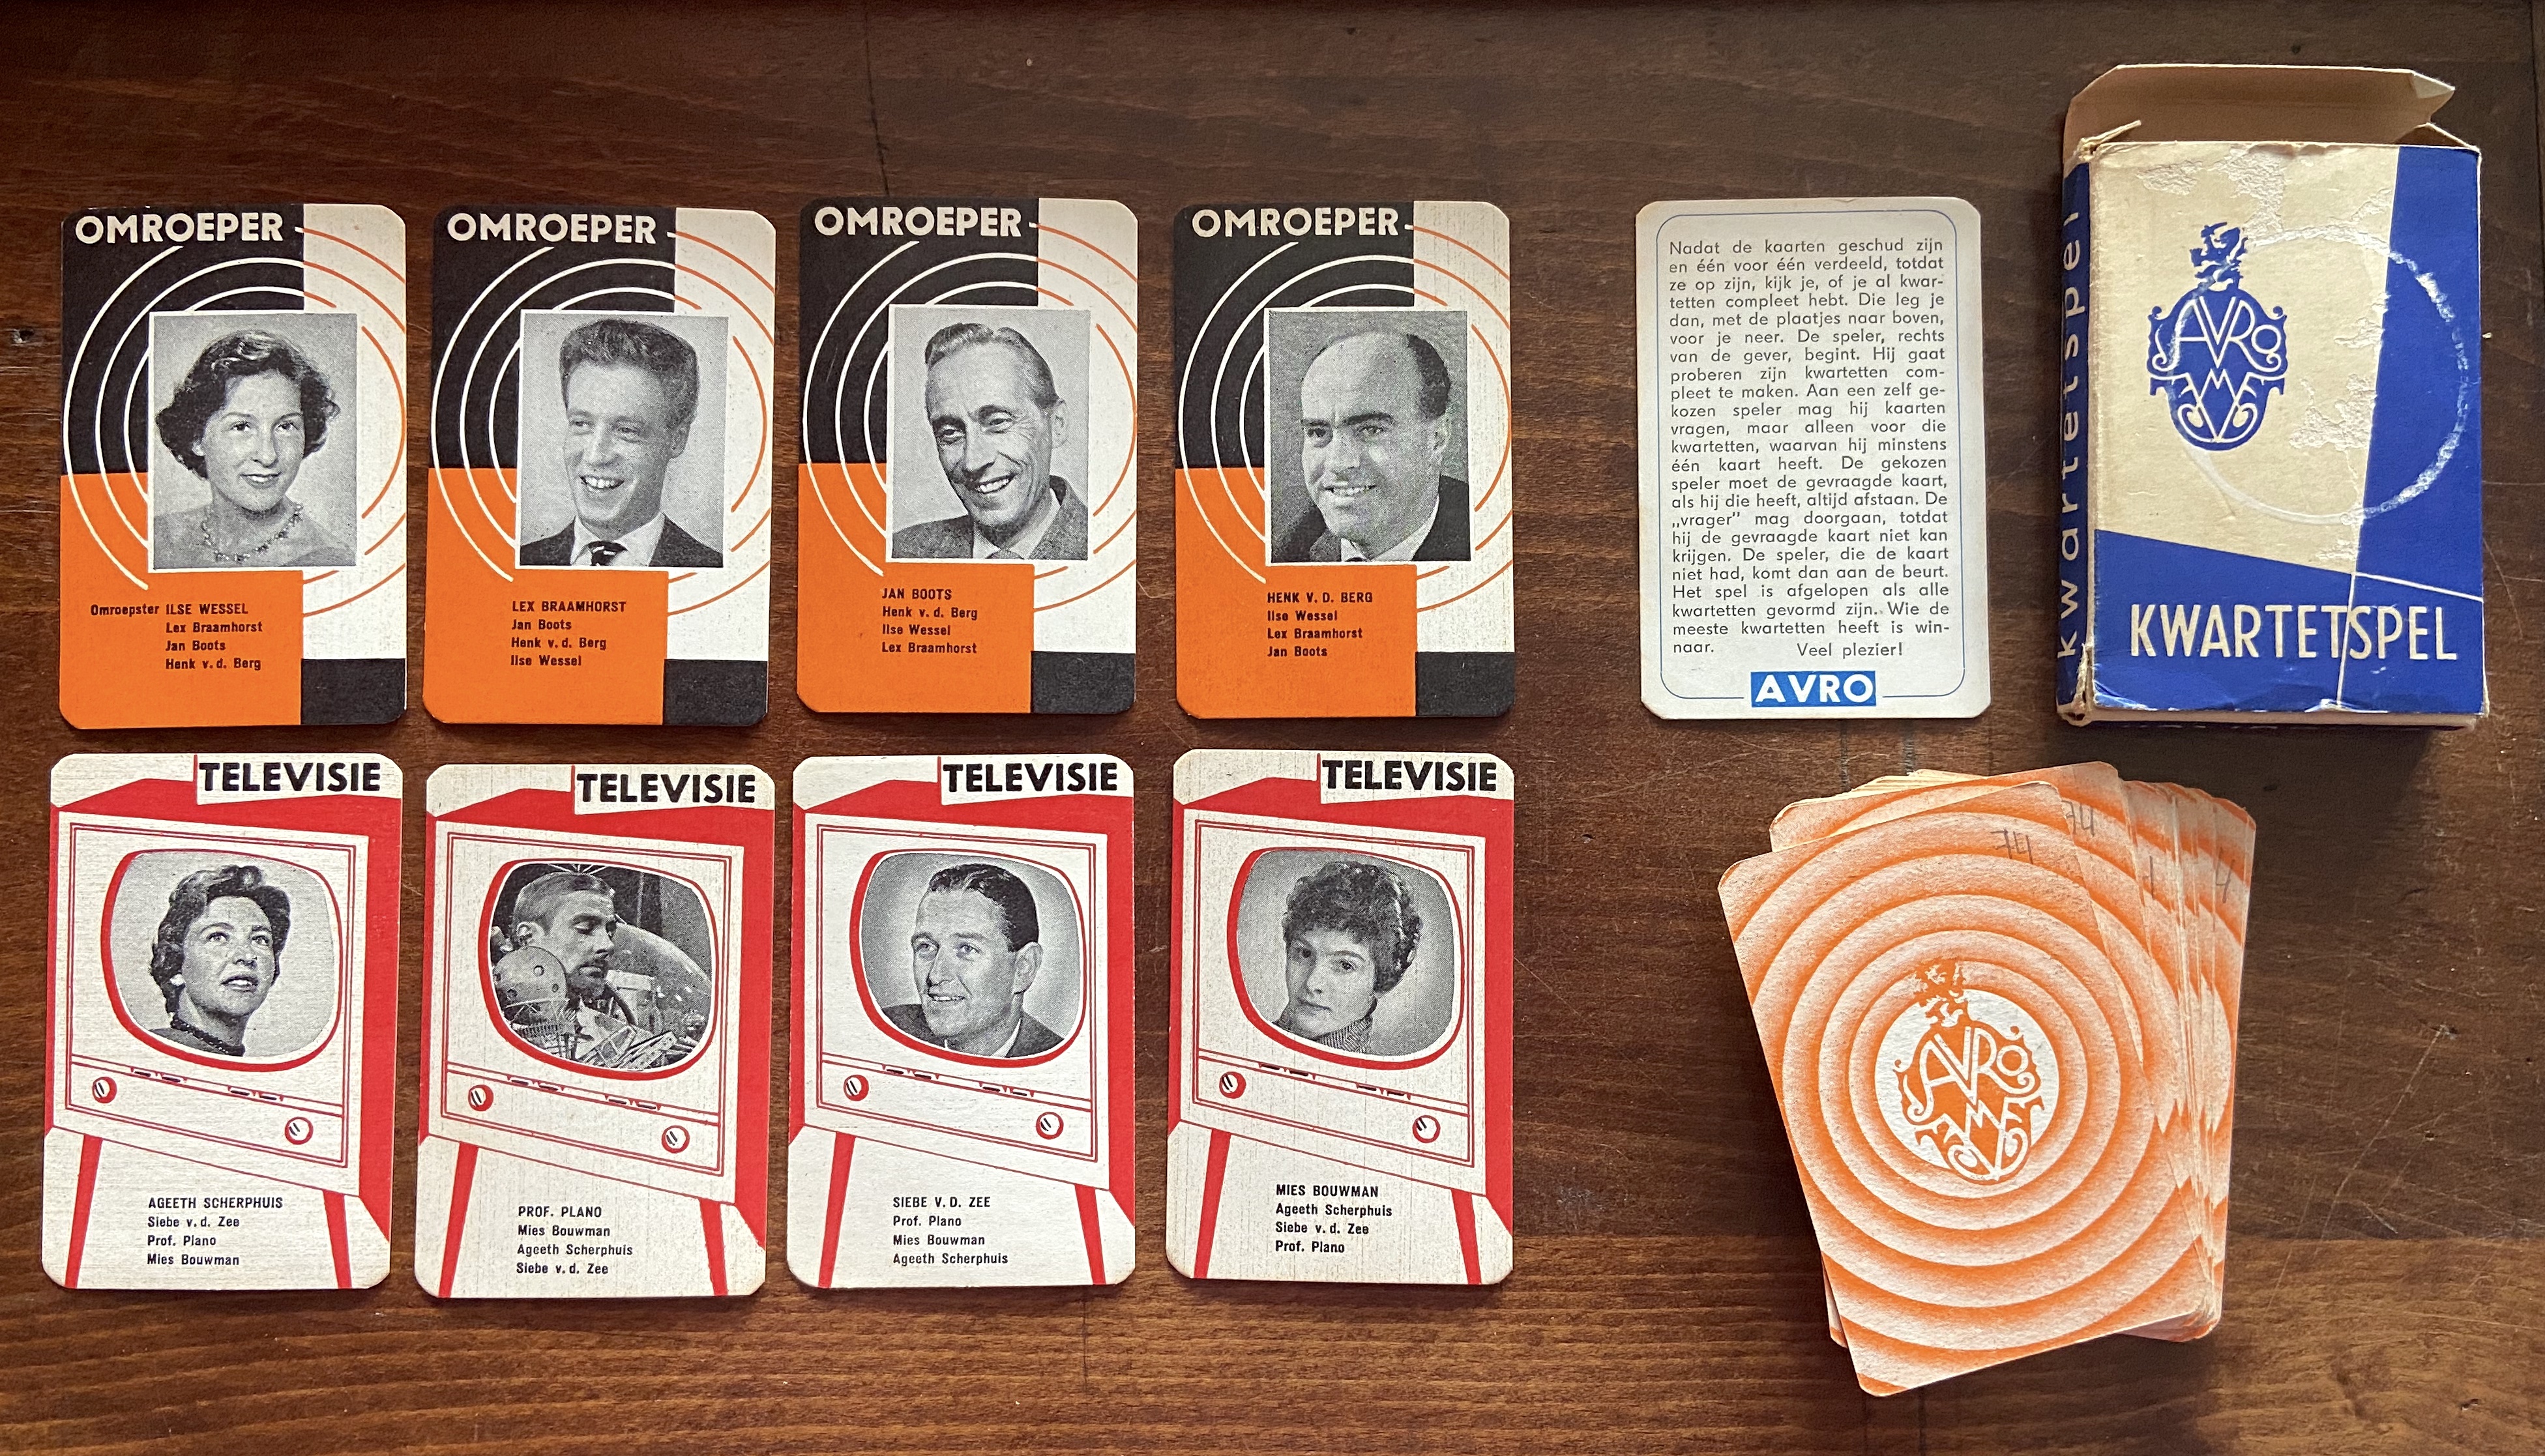 OMROEPER
Omroepster ILSE WESSEL
Lex Braamhorst
Jan Boots
Henk v.d. Berg
OMROEPER
LEX BRAAMHORST
Jan Boots
Henk v.d. Berg
Ilse Wessel
OMROEPER
JAN BOOTS
Henk v.d. Berg
Ilse Wessel
Lex Braamhorst
OMROEPER
HENK V.D. BERG
Ilse Wessel
Lex Braamhorst
Jan Boots
Nadat de kaarten geschud zijn
en één voor één verdeeld, totdat
ze op zijn, kijk je, of je al kwar-
tetten compleet hebt. Die leg je
dan, met de plaatjes naar boven,
voor je neer. De speler, rechts
van de gever, begint. Hij gaat
proberen zijn kwartetten com-
pleet te maken. Aan een zelf ge-
kozen speler mag hij kaarten
vragen, maar alleen voor die
kwartetten, waarvan hij minstens
één kaart heeft. De gekozen
speler moet de gevraagde kaart,
als hij die heeft, altijd afstaan. De
„vrager” mag doorgaan, totdat
hij de gevraagde kaart niet kan
krijgen. De speler, die de kaart
niet had, komt dan aan de beurt.
Het spel is afgelopen als alle
kwartetten gevormd zijn. Wie de
meeste kwartetten heeft is win-
naar. Veel plezier!
AVRO
kwartetspel
AVRO
KWARTETSPEL
TELEVISIE
AGEETH SCHERPHUIS
Siebe v.d. Zee
Prof. Plano
Mies Bouwman
TELEVISIE
PROF. PLANO
Mies Bouwman
Ageeth Scherphuis
Siebe v.d. Zee
TELEVISIE
SIEBE V.D. ZEE
Prof. Plano
Mies Bouwman
Ageeth Scherphuis
TELEVISIE
MIES BOUWMAN
Ageeth Scherphuis
Siebe v.d. Zee
Prof. Plano
74
74
4
AVRO